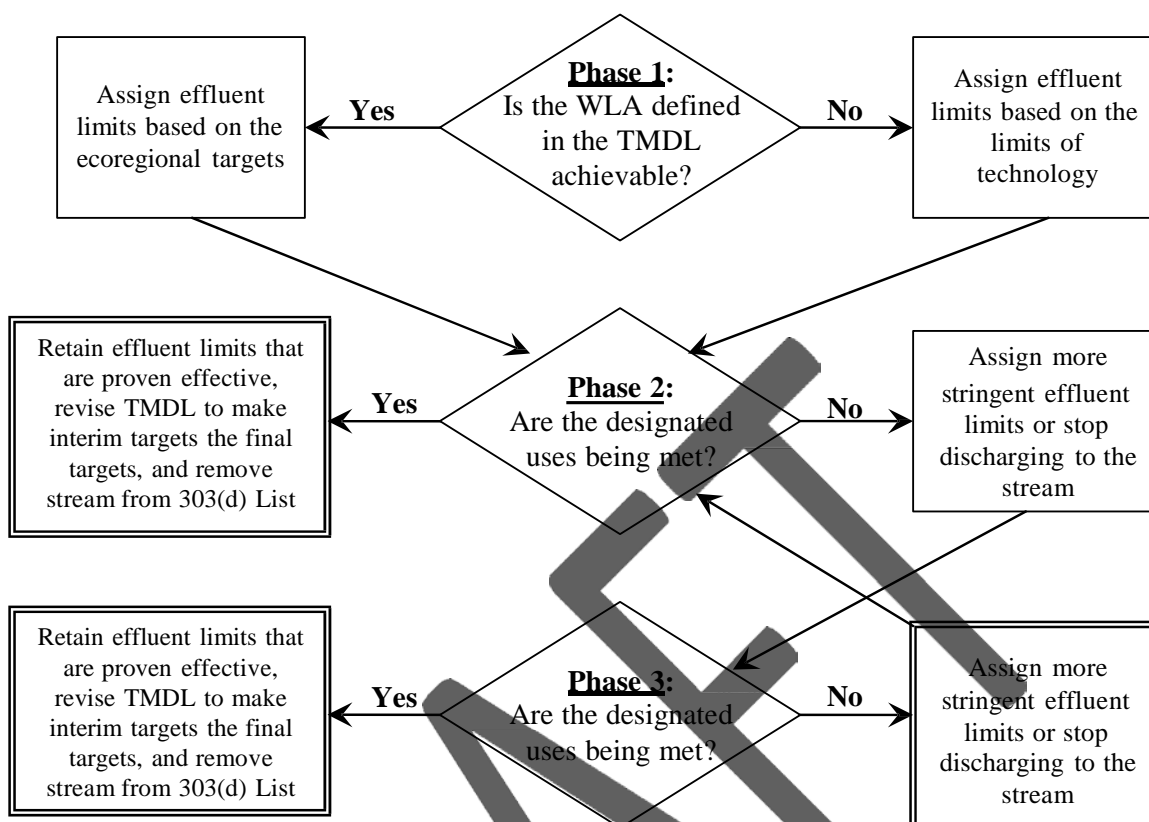 Assign effluent
limits based on the
ecoregional targets
Yes
Phase 1:
Is the WLA defined
in the TMDL
achievable?
No
Assign effluent
limits based on the
limits of
technology
Retain effluent limits that
are proven effective,
revise TMDL to make
interim targets the final
targets, and remove
stream from 303(d) List
Yes
Phase 2:
Are the designated
uses being met?
No
Assign more
stringent effluent
limits or stop
discharging to the
stream
Retain effluent limits that
are proven effective,
revise TMDL to make
interim targets the final
targets, and remove
stream from 303(d) List
Yes
Phase 3:
Are the designated
uses being met?
No
Assign more
stringent effluent
limits or stop
discharging to the
stream